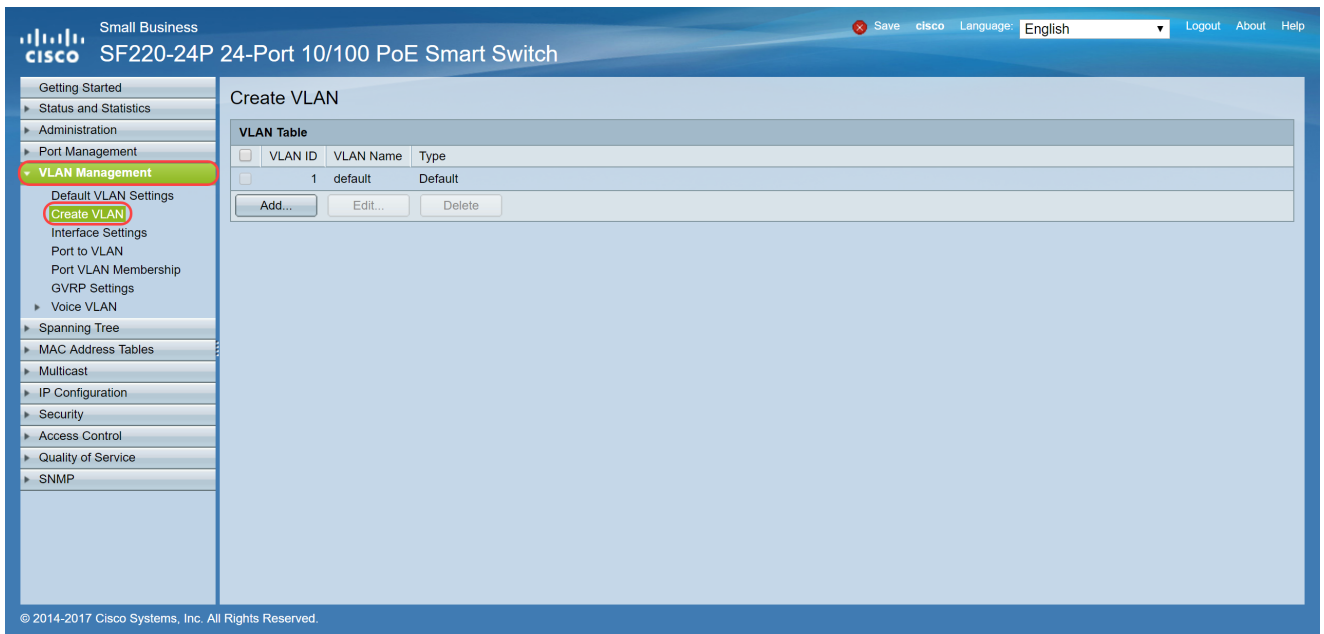 Small Business
cisco
SF220-24P 24-Port 10/100 PoE Smart Switch
Save cisco Language: English Logout About Help
Getting Started
Status and Statistics
Administration
Port Management
VLAN Management
Default VLAN Settings
Create VLAN
Interface Settings
Port to VLAN
Port VLAN Membership
GVRP Settings
Voice VLAN
Spanning Tree
MAC Address Tables
Multicast
IP Configuration
Security
Access Control
Quality of Service
SNMP
Create VLAN
VLAN Table
VLAN ID VLAN Name Type
1 default Default
Add... Edit... Delete
© 2014-2017 Cisco Systems, Inc. All Rights Reserved.